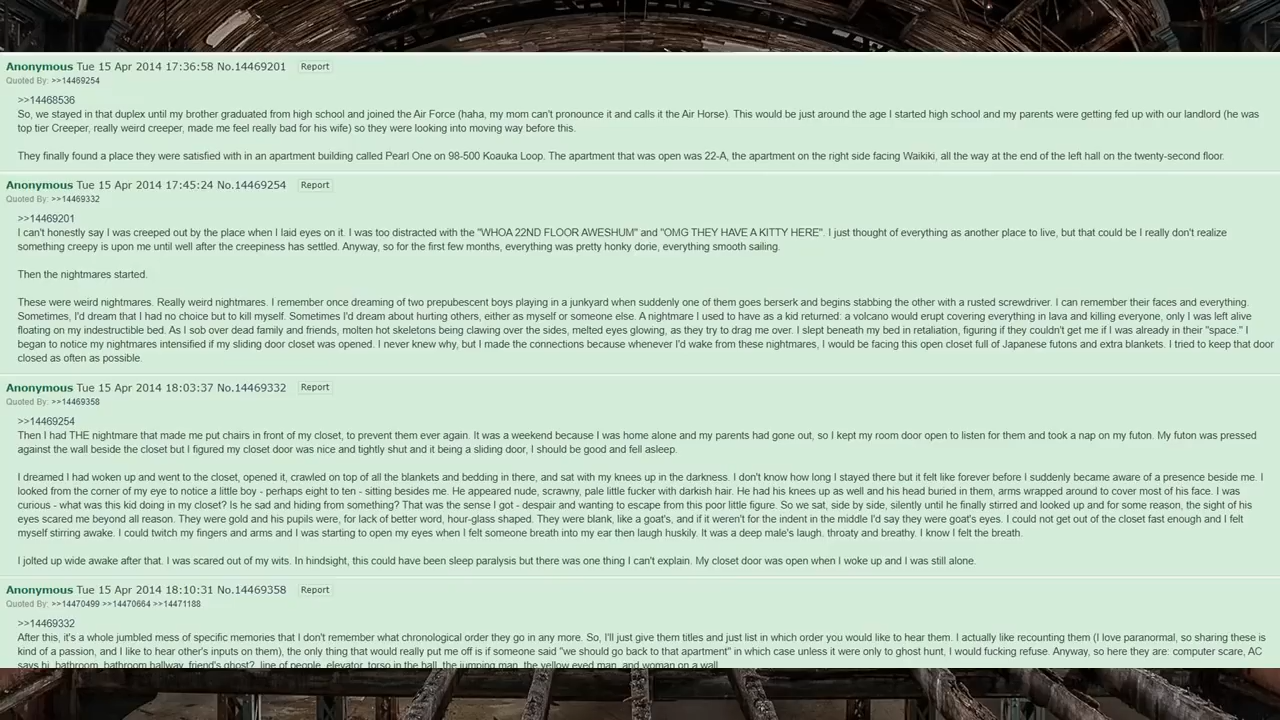 Anonymous Tue 15 Apr 2014 17:36:58 No.14469201 Report
Quoted By: >>14469254
>>14468536
So, we stayed in that duplex until my brother graduated from high school and joined the Air Force (haha, my mom can't pronounce it and calls it the Air Horse). This would be just around the age I started high school and my parents were getting fed up with our landlord (he was
top tier Creeper, really weird creeper, made me feel really bad for his wife) so they were looking into moving way before this.
They finally found a place they were satisfied with in an apartment building called Pearl One on 98-500 Koauka Loop. The apartment that was open was 22-A, the apartment on the right side facing Waikiki, all the way at the end of the left hall on the twenty-second floor.
Anonymous Tue 15 Apr 2014 17:45:24 No.14469254 Report
Quoted By: >>14469332
>>14469201
I can't honestly say I was creeped out by the place when I laid eyes on it. I was too distracted with the "WHOA 22ND FLOOR AWESHUM" and "OMG THEY HAVE A KITTY HERE". I just thought of everything as another place to live, but that could be I really don't realize
something creepy is upon me until well after the creepiness has settled. Anyway, so for the first few months, everything was pretty honky dorie, everything smooth sailing.
Then the nightmares started.
These were weird nightmares. Really weird nightmares. I remember once dreaming of two prepubescent boys playing in a junkyard when suddenly one of them goes berserk and begins stabbing the other with a rusted screwdriver. I can remember their faces and everything.
Sometimes, I'd dream that I had no choice but to kill myself. Sometimes I'd dream about hurting others, either as myself or someone else. A nightmare I used to have as a kid returned: a volcano would erupt covering everything in lava and killing everyone, only I was left alive
floating on my indestructible bed. As I sob over dead family and friends, molten hot skeletons being clawing over the sides, melted eyes glowing, as they try to drag me over. I slept beneath my bed in retaliation, figuring if they couldn't get me if I was already in their "space." I
began to notice my nightmares intensified if my sliding door closet was opened. I never knew why, but I made the connections because whenever I'd wake from these nightmares, I would be facing this open closet full of Japanese futons and extra blankets. I tried to keep that door
closed as often as possible.
Anonymous Tue 15 Apr 2014 18:03:37 No.14469332 Report
Quoted By: >>14469358
>>14469254
Then I had THE nightmare that made me put chairs in front of my closet, to prevent them ever again. It was a weekend because I was home alone and my parents had gone out, so I kept my room door open to listen for them and took a nap on my futon. My futon was pressed
against the wall beside the closet but I figured my closet door was nice and tightly shut and it being a sliding door, I should be good and fell asleep.
I dreamed I had woken up and went to the closet, opened it, crawled on top of all the blankets and bedding in there, and sat with my knees up in the darkness. I don't know how long I stayed there but it felt like forever before I suddenly became aware of a presence beside me. I
looked from the corner of my eye to notice a little boy - perhaps eight to ten - sitting besides me. He appeared nude, scrawny, pale little fucker with darkish hair. He had his knees up as well and his head buried in them, arms wrapped around to cover most of his face. I was
curious - what was this kid doing in my closet? Is he sad and hiding from something? That was the sense I got - despair and wanting to escape from this poor little figure. So we sat, side by side, silently until he finally stirred and looked up and for some reason, the sight of his
eyes scared me beyond all reason. They were gold and his pupils were, for lack of better word, hour-glass shaped. They were blank, like a goat's, and if it weren't for the indent in the middle I'd say they were goat's eyes. I could not get out of the closet fast enough and I felt
myself stirring awake. I could twitch my fingers and arms and I was starting to open my eyes when I felt someone breath into my ear then laugh huskily. It was a deep male's laugh. throaty and breathy. I know I felt the breath.
I jolted up wide awake after that. I was scared out of my wits. In hindsight, this could have been sleep paralysis but there was one thing I can't explain. My closet door was open when I woke up and I was still alone.
Anonymous Tue 15 Apr 2014 18:10:31 No.14469358 Report
Quoted By: >>14470499 >>14470664 >>14471188
>>14469332
After this, it's a whole jumbled mess of specific memories that I don't remember what chronological order they go in any more. So, I'll just give them titles and just list in which order you would like to hear them. I actually like recounting them (I love paranormal, so sharing these is
kind of a passion, and I like to hear other's inputs on them), the only thing that would really put me off is if someone said "we should go back to that apartment" in which case unless it were only to ghost hunt, I would fucking refuse. Anyway, so here they are: computer scare, AC
says hi, bathroom, bathroom hallway, friend's ghost?, line of people, elevator, torso in the hall, the jumping man, the yellow eyed man, and woman on a wall